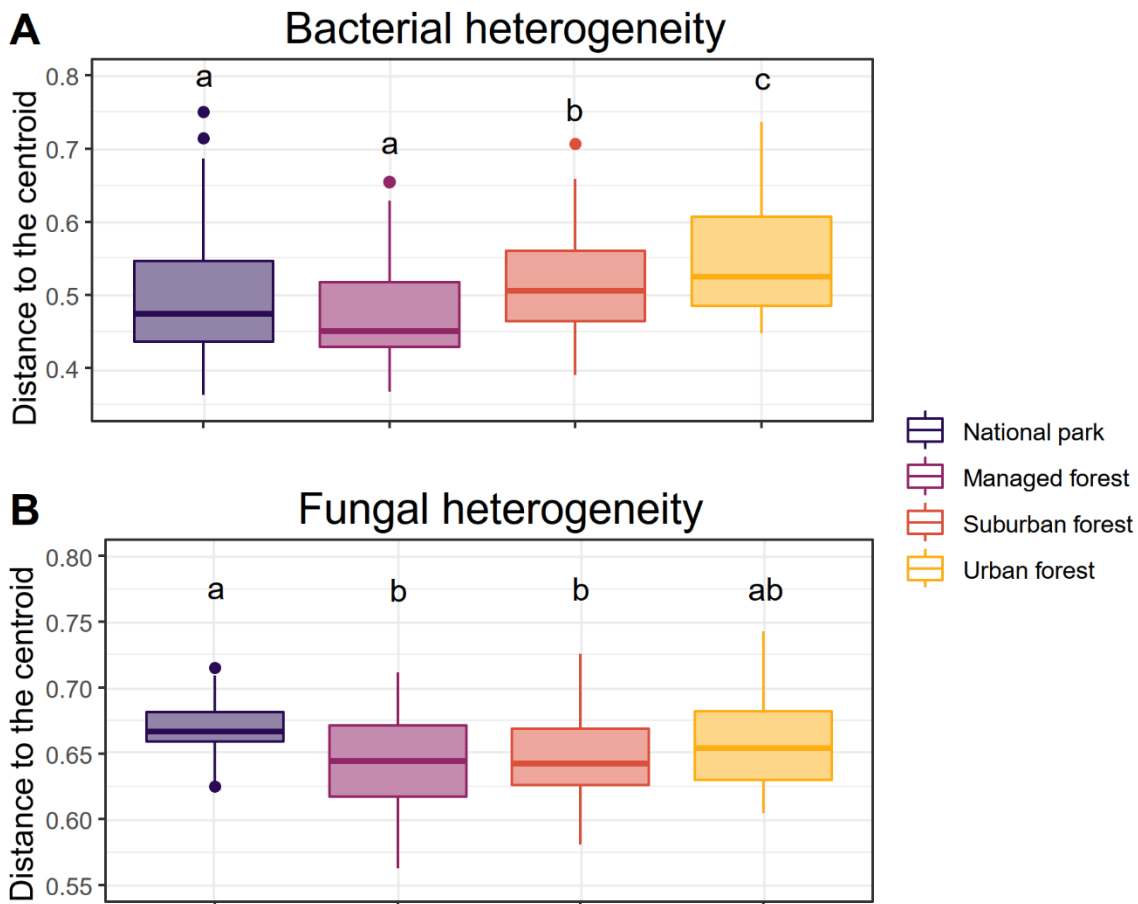 A
Bacterial heterogeneity
Distance to the centroid
0.8
0.7
0.6
0.5
0.4
a
a
b
c
B
Fungal heterogeneity
Distance to the centroid
0.80
0.75
0.70
0.65
0.60
0.55
a
b
b
ab
National park
Managed forest
Suburban forest
Urban forest